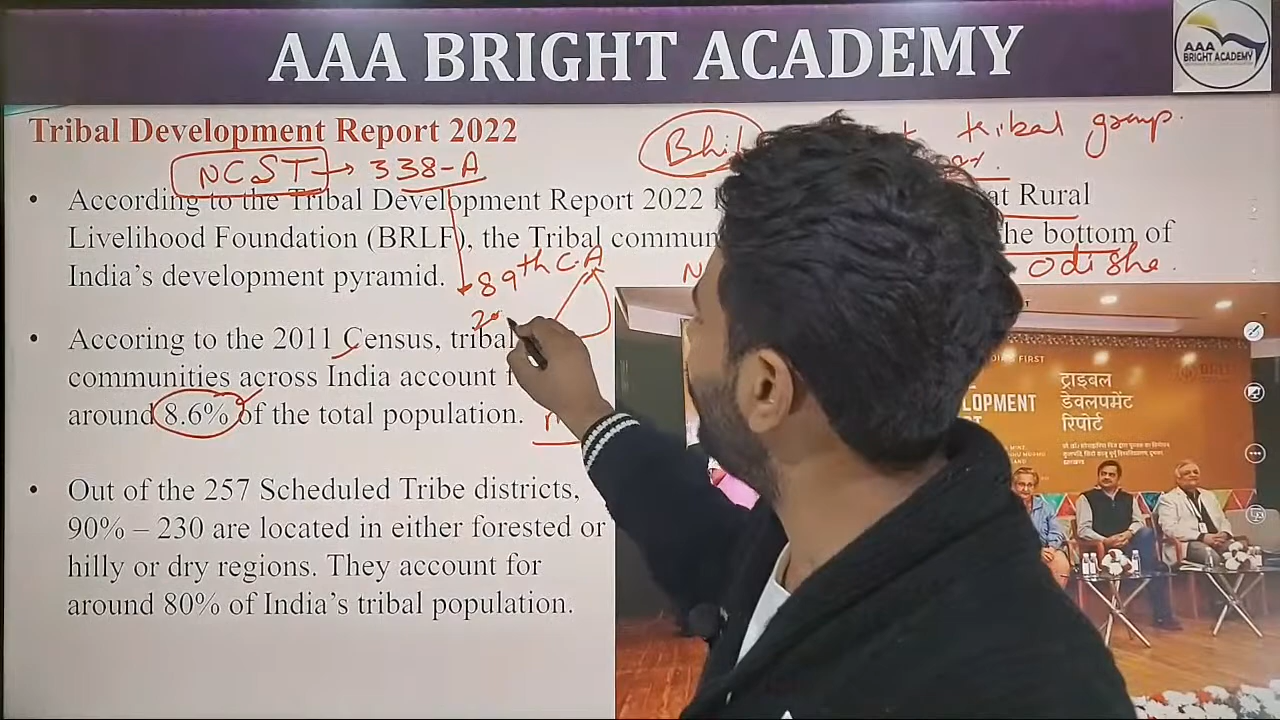 AAA BRIGHT ACADEMY
AAA
BRIGHT ACADEMY
Tribal Development Report 2022
Bhil tribal group.
NCST → 338-A
According to the Tribal Development Report 2022 at Rural
Livelihood Foundation (BRLF), the Tribal commun he bottom of
India's development pyramid.
89th C.A
Odisha.
Accoring to the 2011 Census, tribal
communities across India account
around 8.6% of the total population.
Out of the 257 Scheduled Tribe districts,
90% – 230 are located in either forested or
hilly or dry regions. They account for
around 80% of India's tribal population.
FIRST
LOPMENT
ट्राइबल
डेवलपमेंट
रिपोर्ट